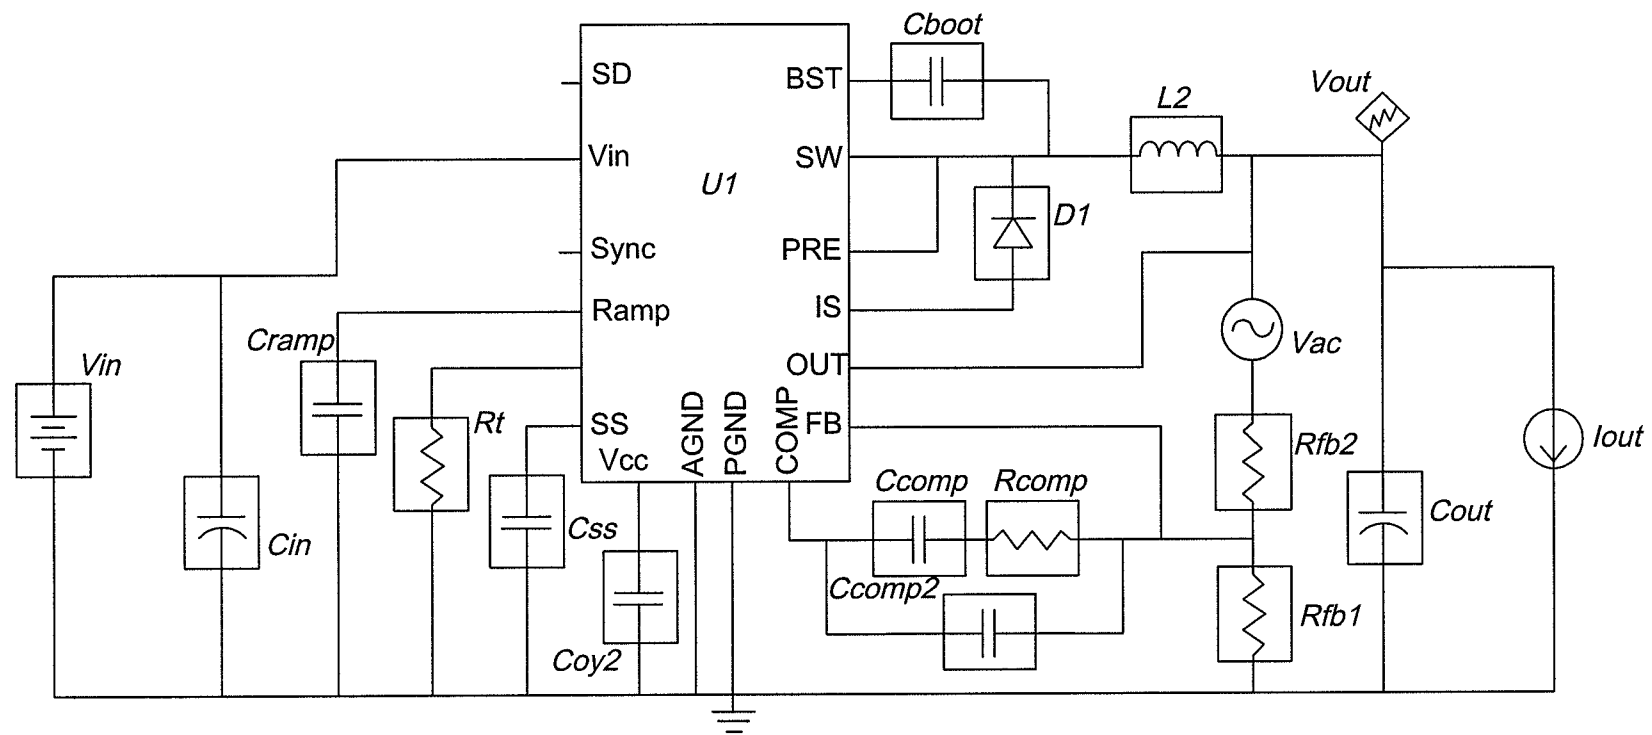 Cboot
SD
BST
L2
Vout
Vin
U1
SW
D1
Sync
PRE
Ramp
IS
Cramp
Vin
OUT
Vac
Rt
SS
Vcc
AGND
PGND
COMP
FB
Rfb2
Iout
Ccomp
Rcomp
Cin
Css
Cout
Ccomp2
Rfb1
Coy2